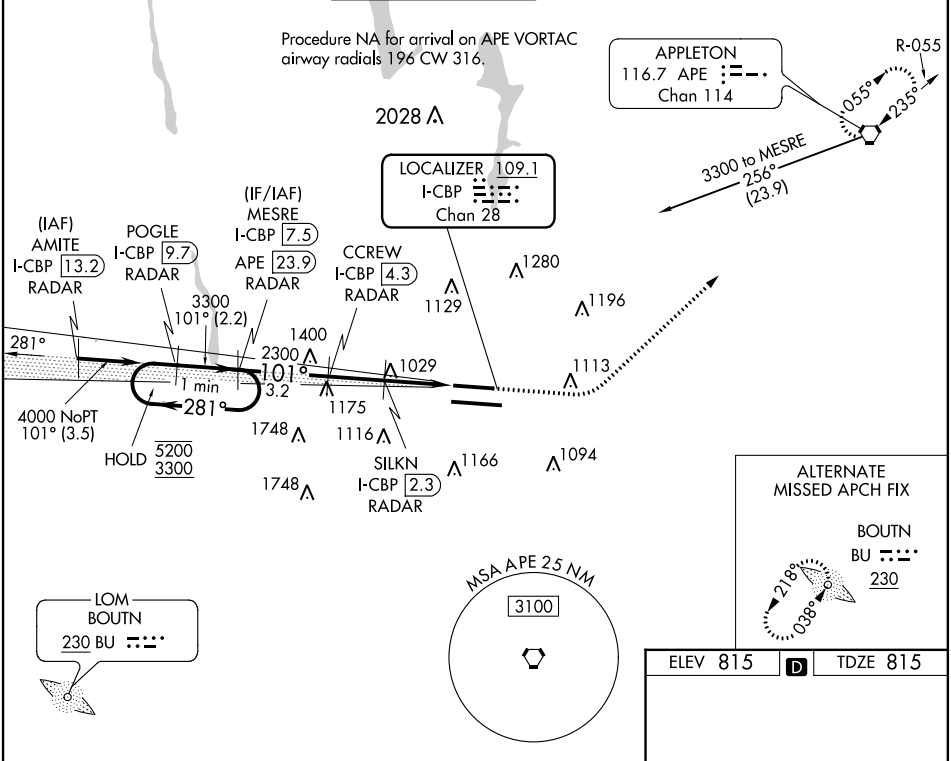 Procedure NA for arrival on APE VORTAC
airway radials 196 CW 316.
APPLETON
116.7 APE
Chan 114
R-055
055°
235°
3300 to MESRE
256°
(23.9)
2028
LOCALIZER 109.1
I-CBP
Chan 28
(IAF)
AMITE
I-CBP 13.2
RADAR
POGLE
I-CBP 9.7
RADAR
(IF/IAF)
MESRE
I-CBP 7.5
APE 23.9
RADAR
CCREW
I-CBP 4.3
RADAR
1280
1129
1196
3300
101° (2.2)
1400
2300
101°
3.2
281°
1029
1113
1 min
281°
1175
4000 NoPT
101° (3.5)
HOLD 5200
3300
1748
1116
1748
SILKN
I-CBP 2.3
RADAR
1166
1094
ALTERNATE
MISSED APCH FIX
BOUTN
BU
230
218°
038°
MSA APE 25 NM
3100
LOM
BOUTN
230 BU
ELEV 815
D
TDZE 815